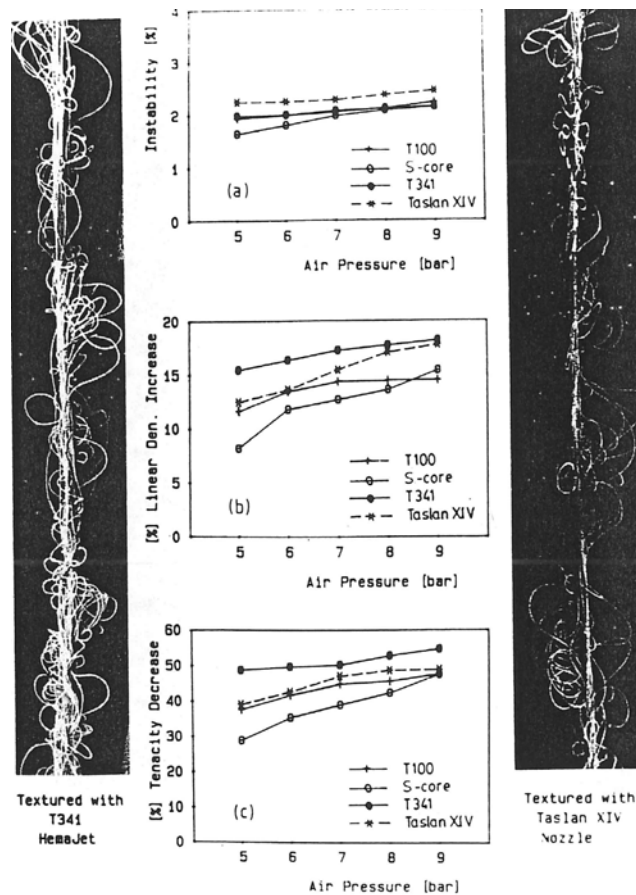 Instability [%]
4
3
2
1
0
T100
S-core
T341
Taslan XIV
(a)
5 6 7 8 9
Air Pressure [bar]
[%] Linear Den. Increase
20
15
10
5
0
T100
S-core
T341
Taslan XIV
(b)
5 6 7 8 9
Air Pressure [bar]
[%] Tenacity Decrease
60
50
40
30
20
10
0
T100
S-core
T341
Taslan XIV
(c)
5 6 7 8 9
Air Pressure [bar]
Textured with
T341
HemaJet
Textured with
Taslan XIV
Nozzle